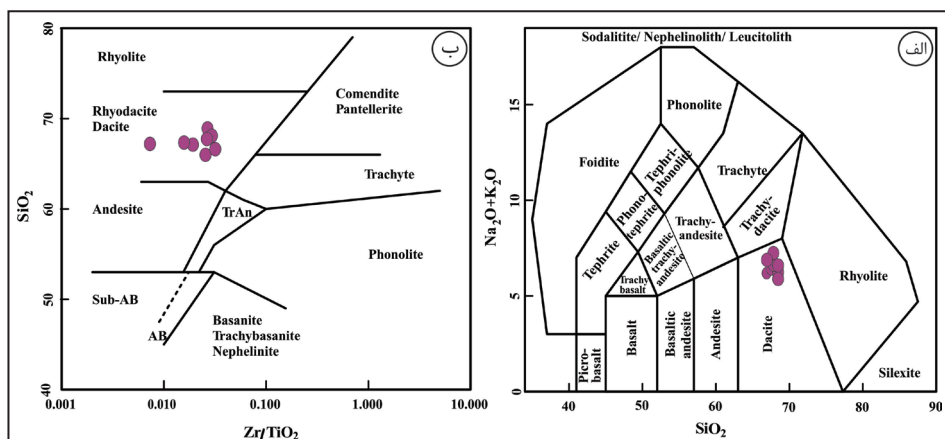 ب
80
70
60
50
40
SiO2
Rhyolite
Rhyodacite
Dacite
Andesite
Sub-AB
AB
TrAn
Comendite
Pantellerite
Trachyte
Phonolite
Basanite
Trachybasanite
Nephelinite
0.001
0.010
0.100
1.000
10.000
Zr/TiO2
الف
Sodalitite/ Nephelinolith/ Leucitolith
15
10
5
0
Na2O+K2O
Foidite
Phonolite
Tephri-
phonolite
Phono-
tephrite
Tephrite
Trachyte
Trachy-
andesite
Trachy-
dacite
Basaltic
trachy-
andesite
Trachy
basalt
Picro-
basalt
Basalt
Basaltic
andesite
Andesite
Dacite
Rhyolite
Silexite
40
50
60
70
80
90
SiO2